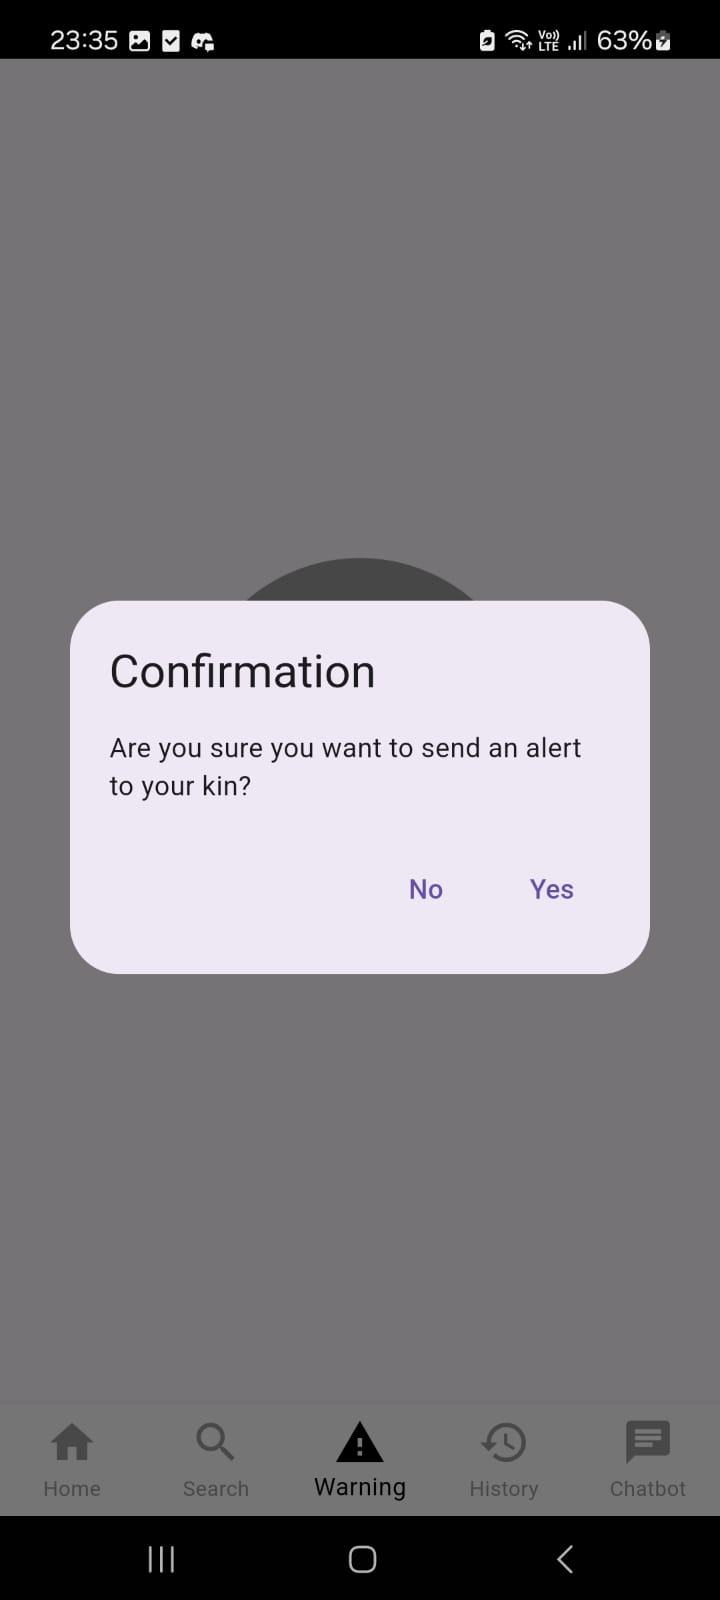 23:35 Vo)) LTE 63%
Confirmation
Are you sure you want to send an alert
to your kin?
No Yes
Home Search Warning History Chatbot